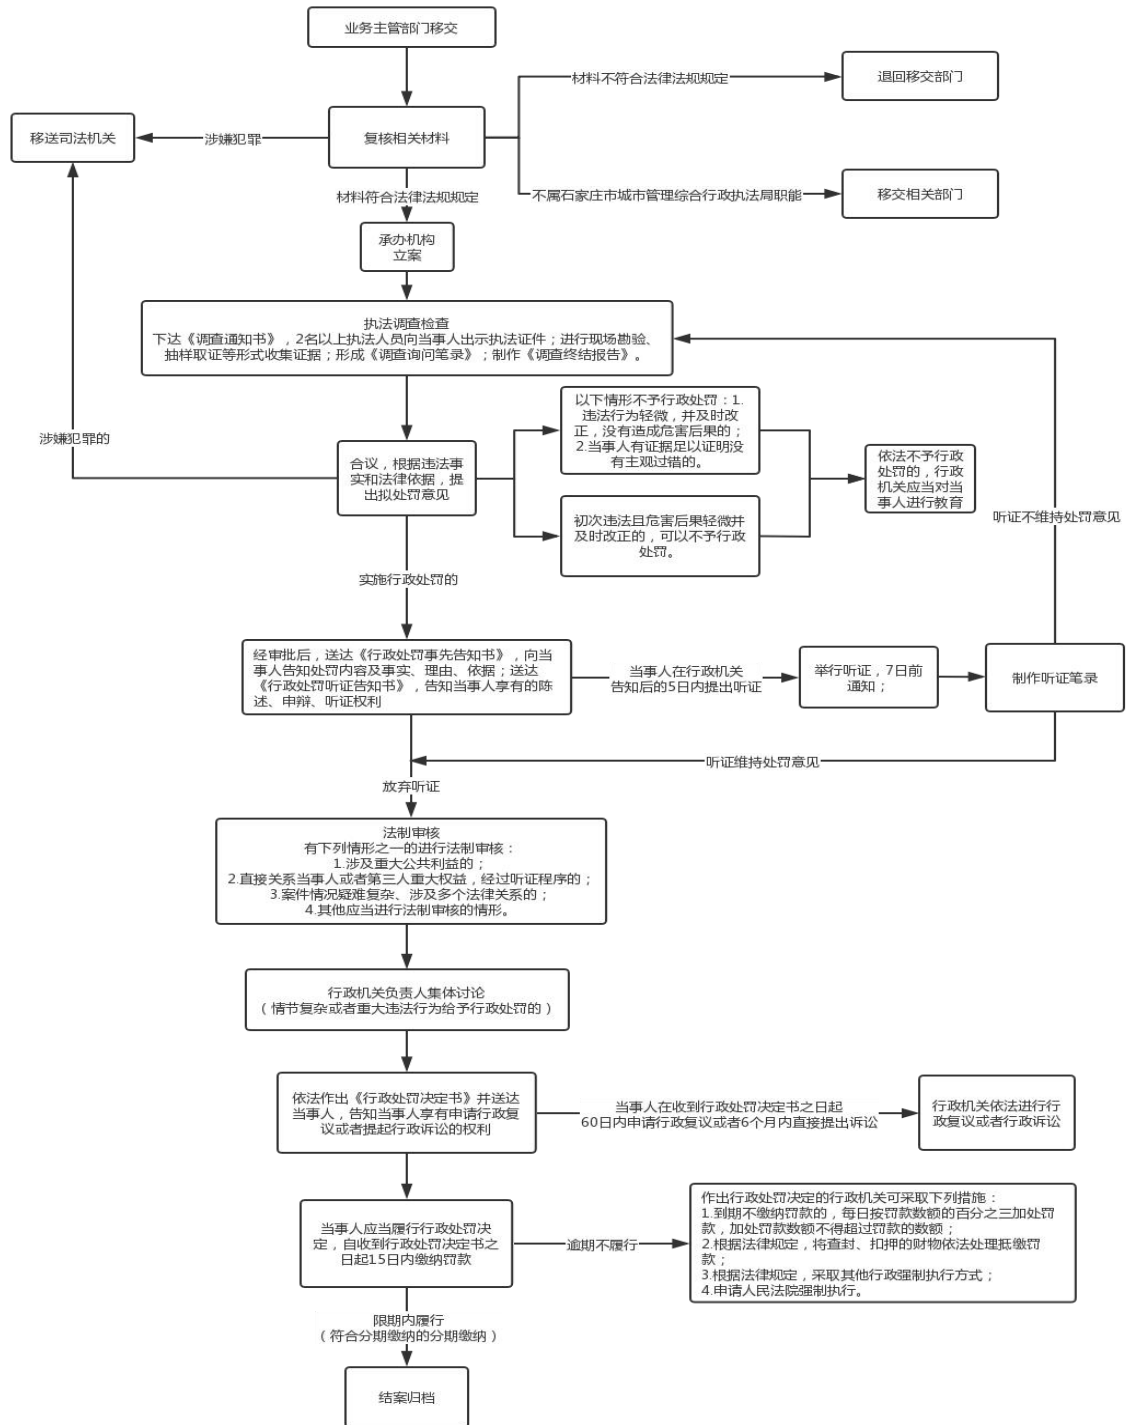 业务主管部门移交
材料不符合法律法规规定
退回移交部门
移送司法机关
涉嫌犯罪
复核相关材料
不属石家庄市城市管理综合行政执法局职能
移交相关部门
材料符合法律法规规定
承办机构
立案
执法调查检查
下达《调查通知书》，2名以上执法人员向当事人出示执法证件；进行现场勘验、
抽样取证等形式收集证据；形成《调查询问笔录》；制作《调查终结报告》。
涉嫌犯罪的
合议，根据违法事
实和法律依据，提
出拟处罚意见
以下情形不予行政处罚：1.
违法行为轻微，并及时改
正，没有造成危害后果的；
2.当事人有证据足以证明没
有主观过错的。
初次违法且危害后果轻微并
及时改正的，可以不予行政
处罚。
依法不予行政
处罚的，行政
机关应当对当
事人进行教育
听证不维持处罚意见
实施行政处罚的
经审批后，送达《行政处罚事先告知书》，向当
事人告知处罚内容及事实、理由、依据；送达
《行政处罚听证告知书》，告知当事人享有的陈
述、申辩、听证权利
当事人在行政机关
告知后的5日内提出听证
举行听证，7日前
通知；
制作听证笔录
听证维持处罚意见
放弃听证
法制审核
有下列情形之一的进行法制审核：
1.涉及重大公共利益的；
2.直接关系当事人或者第三人重大权益，经过听证程序的；
3.案件情况疑难复杂、涉及多个法律关系的；
4.其他应当进行法制审核的情形。
行政机关负责人集体讨论
（情节复杂或者重大违法行为给予行政处罚的）
依法作出《行政处罚决定书》并送达
当事人，告知当事人享有申请行政复
议或者提起行政诉讼的权利
当事人在收到行政处罚决定书之日起
60日内申请行政复议或者6个月内直接提出诉讼
行政机关依法进行行
政复议或者行政诉讼
当事人应当履行行政处罚决
定，自收到行政处罚决定书之
日起15日内缴纳罚款
逾期不履行
作出行政处罚决定的行政机关可采取下列措施：
1.到期不缴纳罚款的，每日按罚款数额的百分之三加处罚
款，加处罚款数额不得超过罚款的数额；
2.根据法律规定，将查封、扣押的财物依法处理抵缴罚
款；
3.根据法律规定，采取其他行政强制执行方式；
4.申请人民法院强制执行。
限期内履行
（符合分期缴纳的分期缴纳）
结案归档